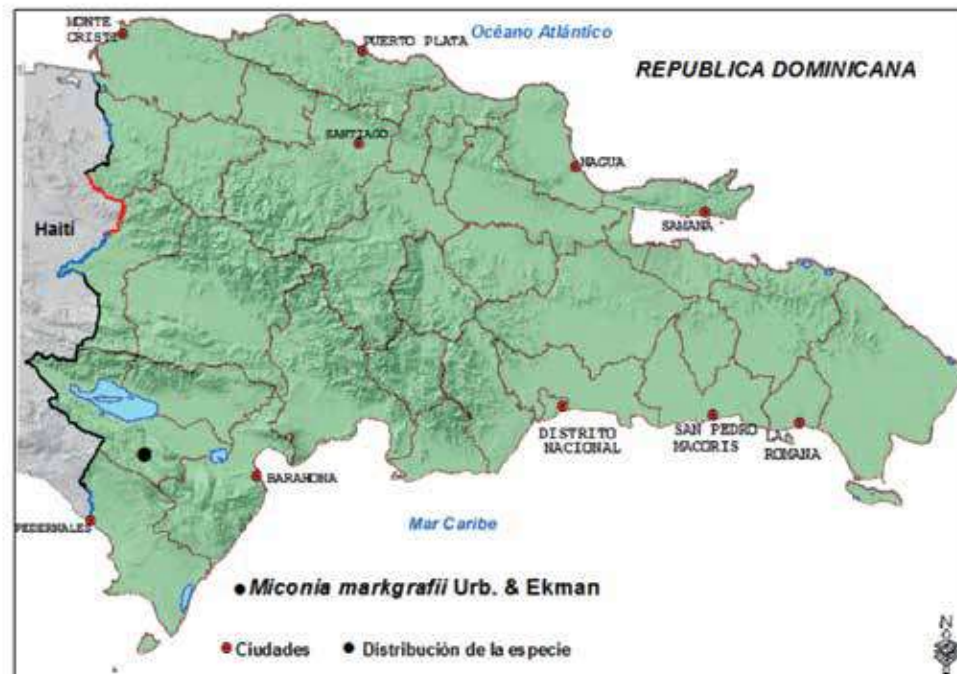 MONTE
CRISTI
PUERTO PLATA
Océano Atlántico
REPUBLICA DOMINICANA
SANTIAGO
NAGUA
SAMANA
Haití
DISTRITO
NACIONAL
SAN PEDRO
MACORIS
LA
ROMANA
BARAHONA
PEDERNALES
Mar Caribe
Miconia markgrafii Urb. & Ekman
Ciudades
Distribución de la especie
N